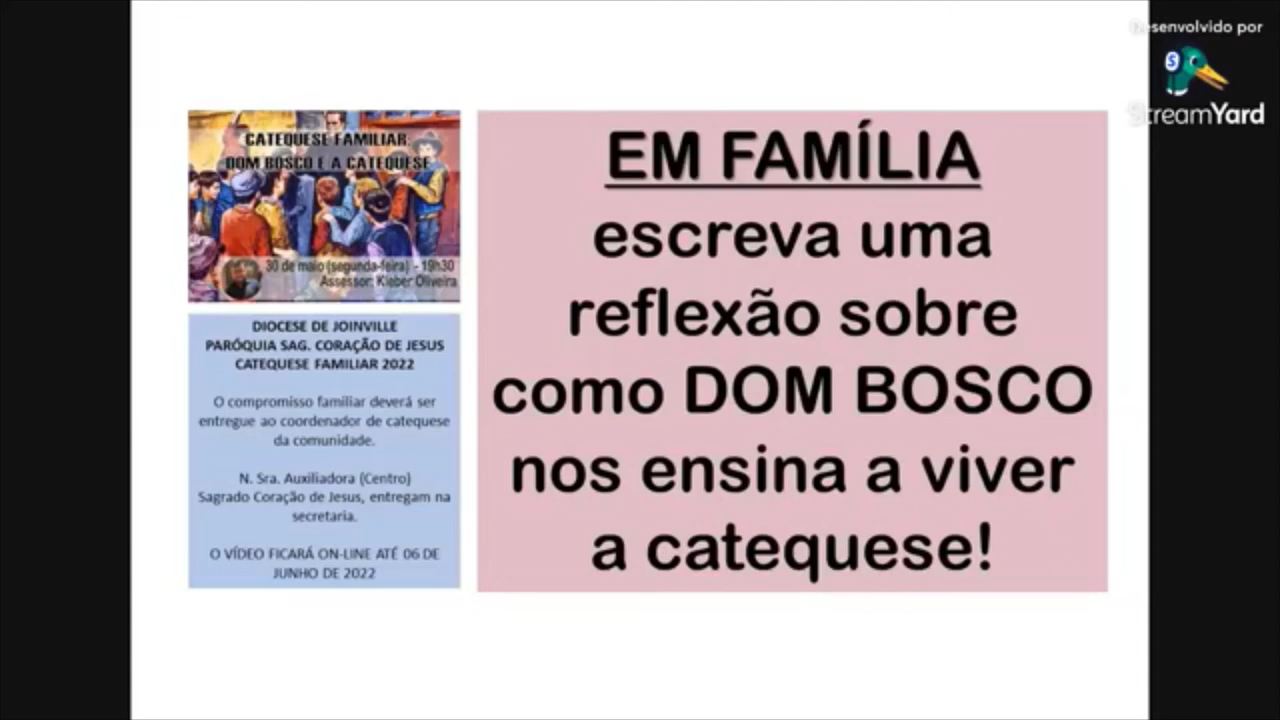 Desenvolvido por
StreamYard
CATEQUESE FAMILIAR:
DOM BOSCO E A CATEQUESE
30 de maio (segunda-feira) - 19h30
Assessor: Kleber Oliveira
DIOCESE DE JOINVILLE
PARÓQUIA SAG. CORAÇÃO DE JESUS
CATEQUESE FAMILIAR 2022
O compromisso familiar deverá ser
entregue ao coordenador de catequese
da comunidade.
N. Sra. Auxiliadora (Centro)
Sagrado Coração de Jesus, entregam na
secretaria.
O VÍDEO FICARÁ ON-LINE ATÉ 06 DE
JUNHO DE 2022
EM FAMÍLIA
escreva uma
reflexão sobre
como DOM BOSCO
nos ensina a viver
a catequese!